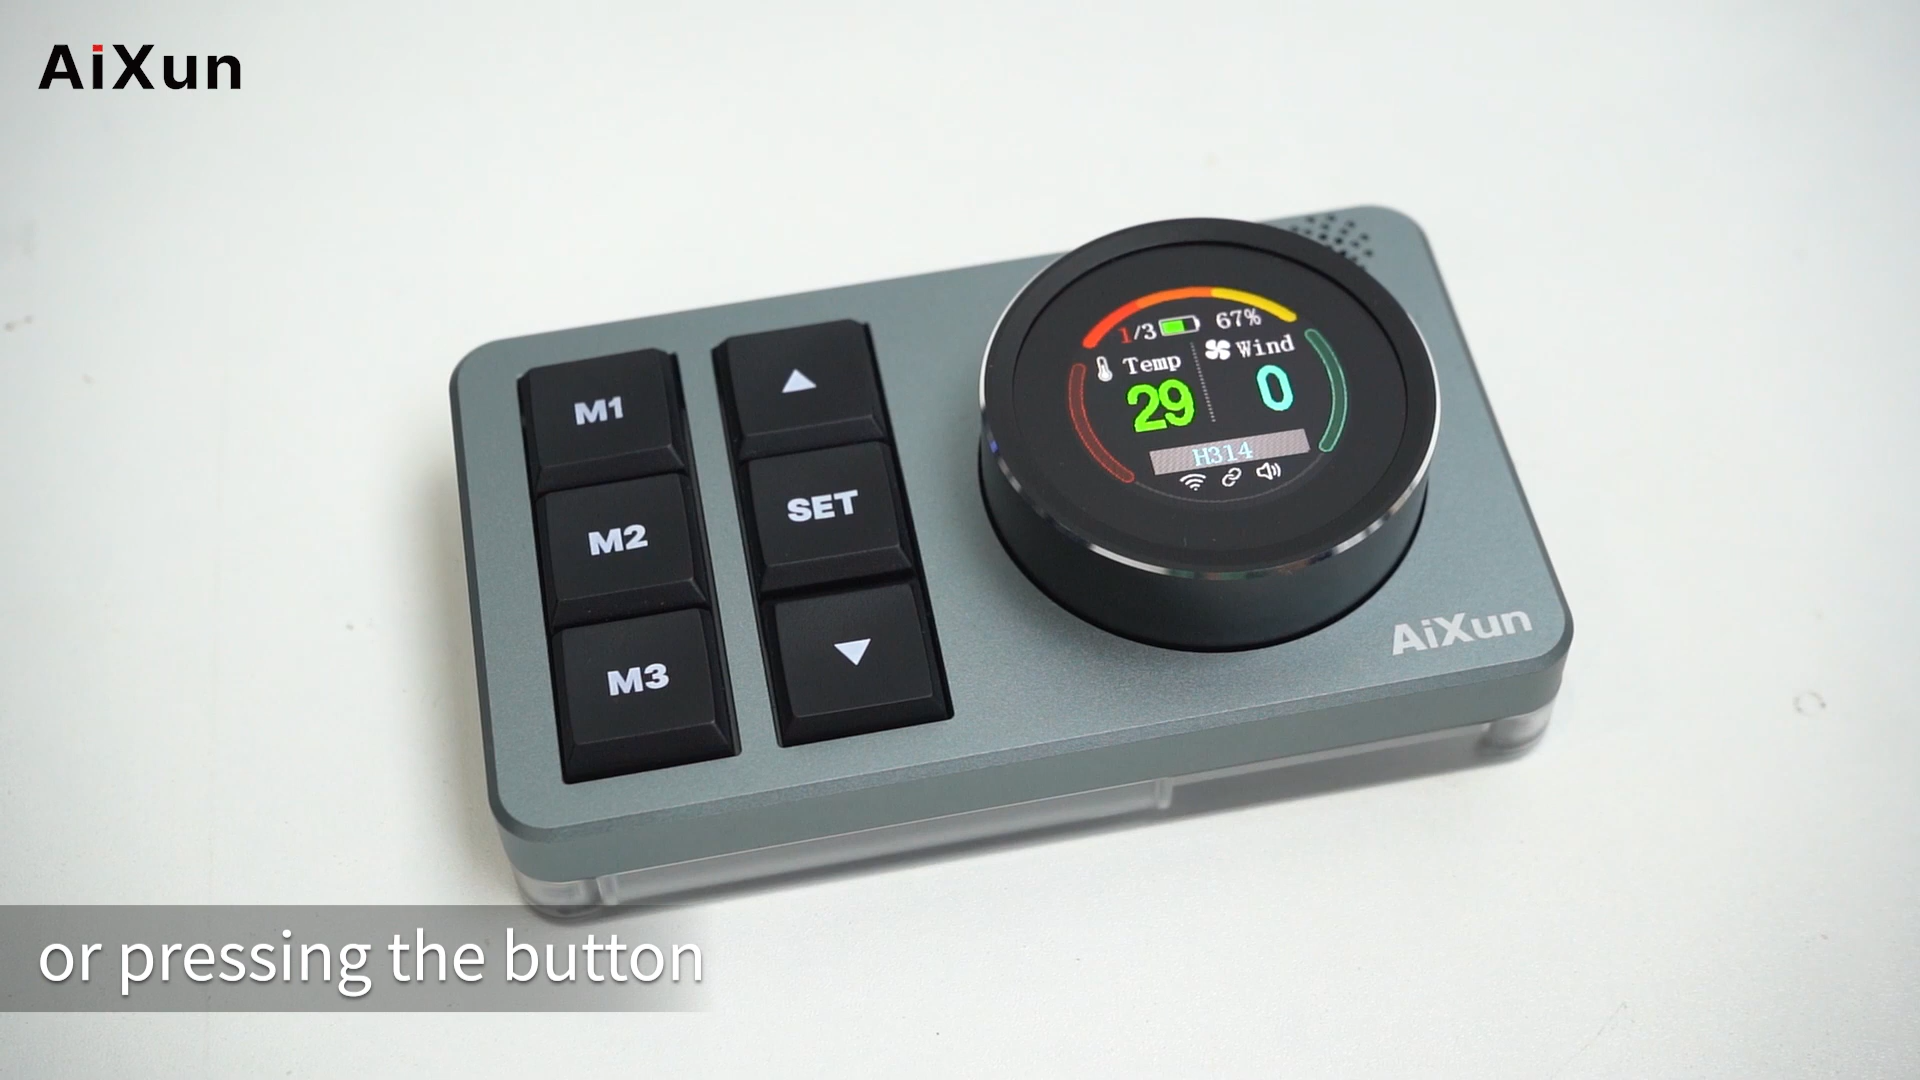 AiXun
1/3 67%
Temp Wind
29 0
H314
M1
M2
M3
SET
AiXun
or pressing the button